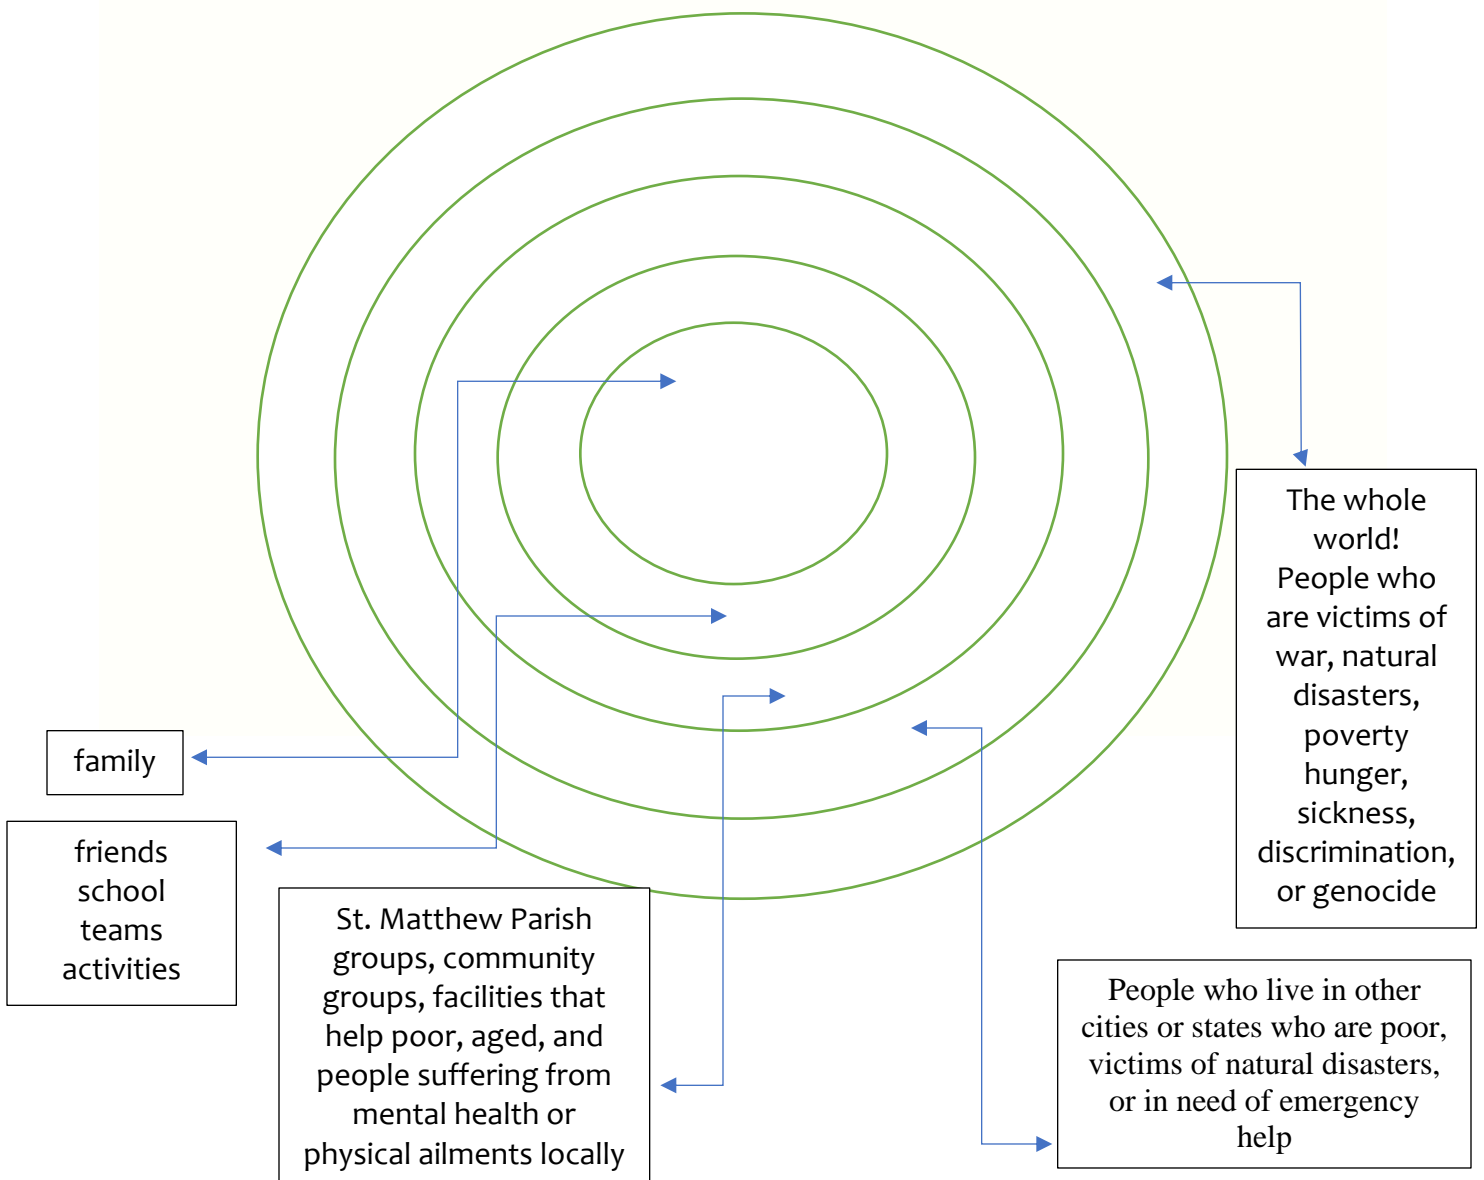 family
friends
school
teams
activities
St. Matthew Parish
groups, community
groups, facilities that
help poor, aged, and
people suffering from
mental health or
physical ailments locally
People who live in other
cities or states who are poor,
victims of natural disasters,
or in need of emergency
help
The whole
world!
People who
are victims of
war, natural
disasters,
poverty
hunger,
sickness,
discrimination,
or genocide